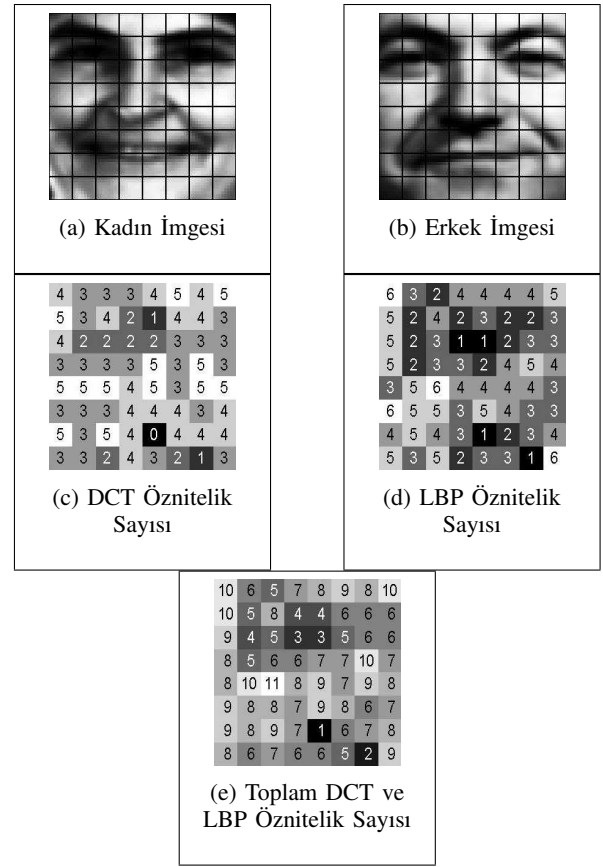 (a) Kadın İmgesi
(b) Erkek İmgesi
4 3 3 3 4 5 4 5
5 3 4 2 1 4 4 3
4 2 2 2 2 3 3 3
3 3 3 3 5 3 5 3
5 5 5 4 5 3 5 5
3 3 3 4 4 4 3 4
5 3 5 4 0 4 4 4
3 3 2 4 3 2 1 3
(c) DCT Öznitelik
Sayısı
6 3 2 4 4 4 4 5
5 2 4 2 3 2 2 3
5 2 3 1 1 2 3 3
5 2 3 3 2 4 5 4
3 5 6 4 4 4 4 3
6 5 5 3 5 4 3 3
4 5 4 3 1 2 3 4
5 3 5 2 3 3 1 6
(d) LBP Öznitelik
Sayısı
10 6 5 7 8 9 8 10
10 5 8 4 4 6 6 6
9 4 5 3 3 5 6 6
8 5 6 6 7 7 10 7
8 10 11 8 9 7 9 8
9 8 8 7 9 8 6 7
9 8 9 7 1 6 7 8
8 6 7 6 6 5 2 9
(e) Toplam DCT ve
LBP Öznitelik Sayısı